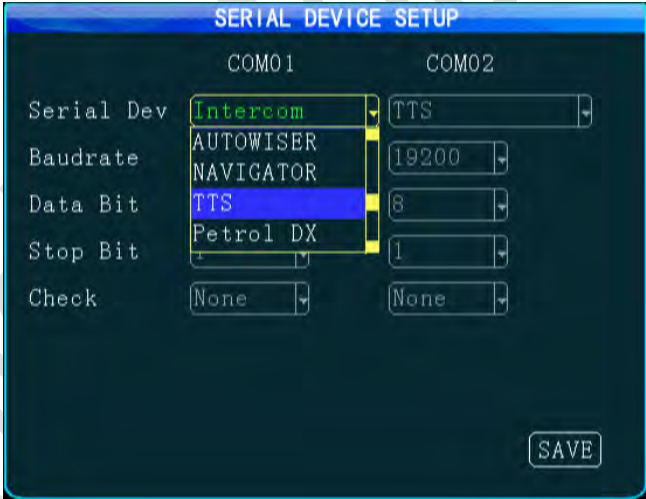 SERIAL DEVICE SETUP
COM01 COM02
Serial Dev Intercom TTS
AUTOWISER
Baudrate 19200
NAVIGATOR
Data Bit TTS 8
Petrol DX
Stop Bit 1
Check None None
SAVE